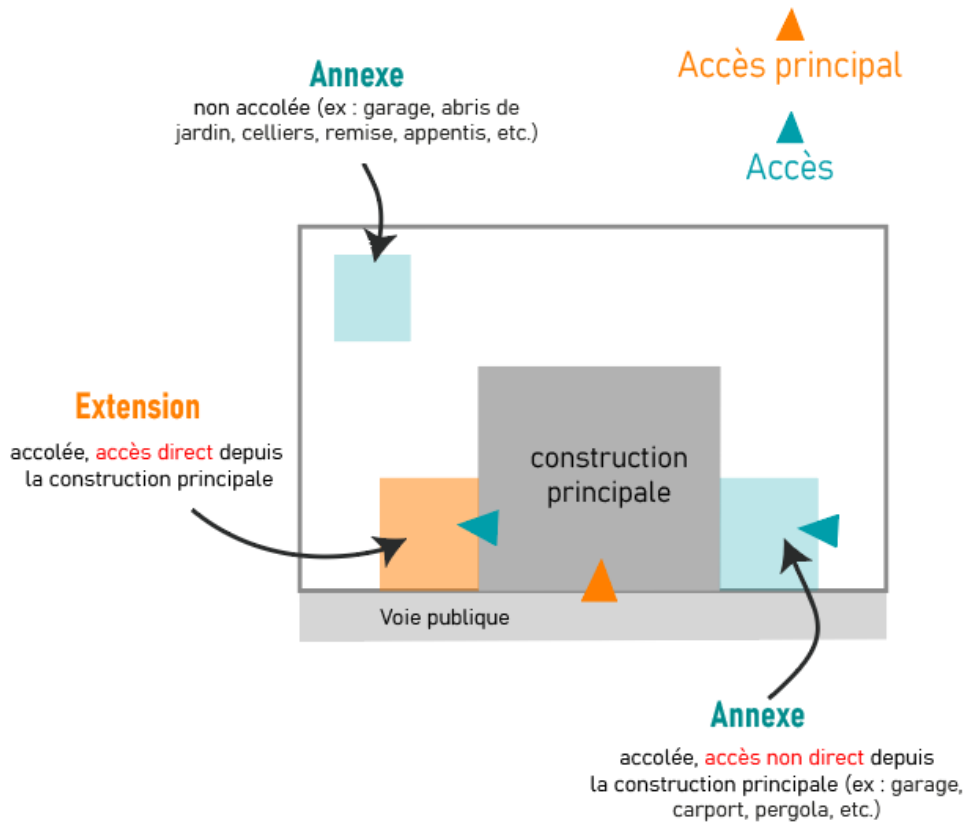 Accès principal
Accès
Annexe
non accolée (ex : garage, abris de
jardin, celliers, remise, appentis, etc.)
Extension
accolée, accès direct depuis
la construction principale
construction
principale
Voie publique
Annexe
accolée, accès non direct depuis
la construction principale (ex : garage,
carport, pergola, etc.)